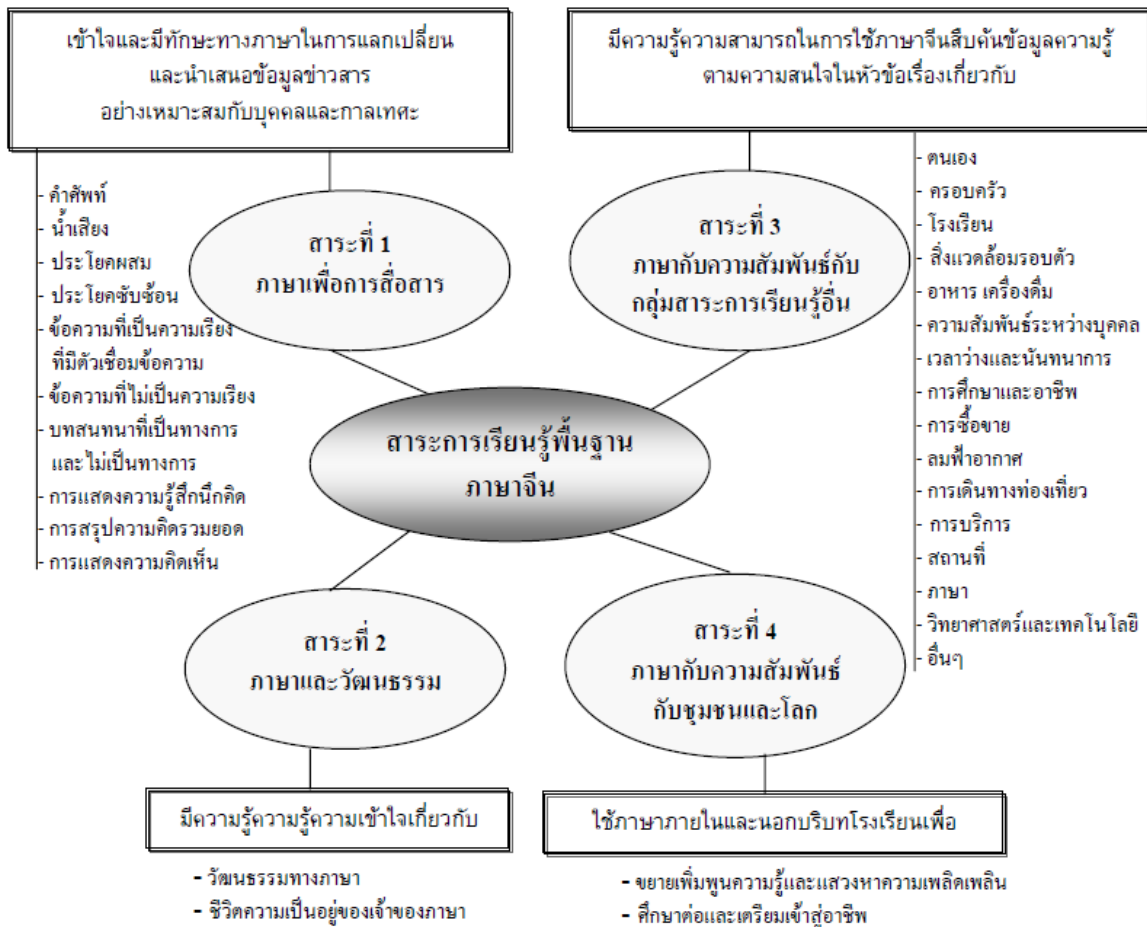 เข้าใจและมีทักษะทางภาษาในการแลกเปลี่ยน
และนำเสนอข้อมูลข่าวสาร
อย่างเหมาะสมกับบุคคลและกาลเทศะ
- คำศัพท์
- น้ำเสียง
- ประโยคผสม
- ประโยคซับซ้อน
- ข้อความที่เป็นความเรียง
ที่มีตัวเชื่อมข้อความ
- ข้อความที่ไม่เป็นความเรียง
- บทสนทนาที่เป็นทางการ
และไม่เป็นทางการ
- การแสดงความรู้สึกนึกคิด
- การสรุปความคิดรวมยอด
- การแสดงความคิดเห็น
สาระที่ 1
ภาษาเพื่อการสื่อสาร
มีความรู้ความสามารถในการใช้ภาษาจีนสืบค้นข้อมูลความรู้
ตามความสนใจในหัวข้อเรื่องเกี่ยวกับ
สาระที่ 3
ภาษากับความสัมพันธ์กับ
กลุ่มสาระการเรียนรู้อื่น
- ตนเอง
- ครอบครัว
- โรงเรียน
- สิ่งแวดล้อมรอบตัว
- อาหาร เครื่องดื่ม
- ความสัมพันธ์ระหว่างบุคคล
- เวลาว่างและนันทนาการ
- การศึกษาและอาชีพ
- การซื้อขาย
- ลมฟ้าอากาศ
- การเดินทางท่องเที่ยว
- การบริการ
- สถานที่
- ภาษา
- วิทยาศาสตร์และเทคโนโลยี
- อื่นๆ
สาระการเรียนรู้พื้นฐาน
ภาษาจีน
สาระที่ 2
ภาษาและวัฒนธรรม
มีความรู้ความรู้ความเข้าใจเกี่ยวกับ
- วัฒนธรรมทางภาษา
- ชีวิตความเป็นอยู่ของเจ้าของภาษา
สาระที่ 4
ภาษากับความสัมพันธ์
กับชุมชนและโลก
ใช้ภาษาภายในและนอกบริบทโรงเรียนเพื่อ
- ขยายเพิ่มพูนความรู้และแสวงหาความเพลิดเพลิน
- ศึกษาต่อและเตรียมเข้าสู่อาชีพ